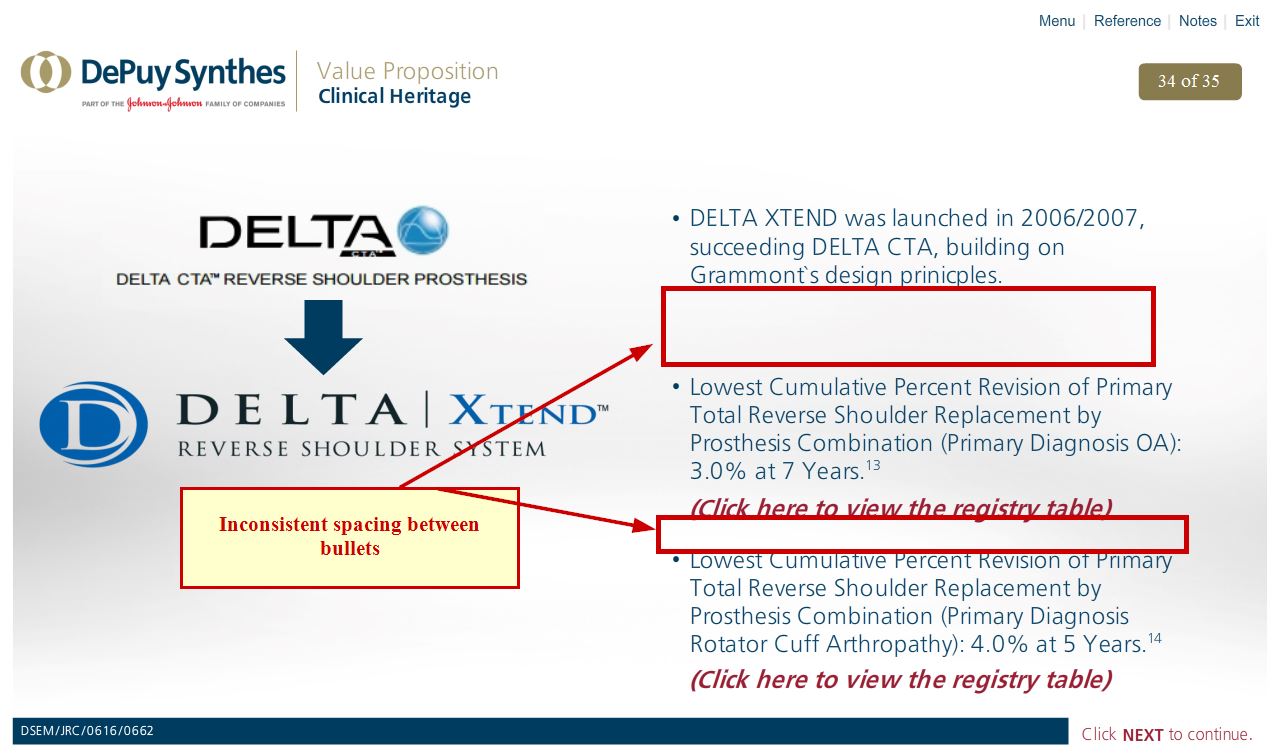 Menu | Reference | Notes | Exit
DePuy Synthes
PART OF THE Johnson & Johnson FAMILY OF COMPANIES
Value Proposition
Clinical Heritage
34 of 35
DELTA
CTA™
DELTA CTA™ REVERSE SHOULDER PROSTHESIS
D
DELTA | XTEND™
REVERSE SHOULDER SYSTEM
Inconsistent spacing between
bullets
• DELTA XTEND was launched in 2006/2007,
succeeding DELTA CTA, building on
Grammont`s design prinicples.
• Lowest Cumulative Percent Revision of Primary
Total Reverse Shoulder Replacement by
Prosthesis Combination (Primary Diagnosis OA):
3.0% at 7 Years.13
(Click here to view the registry table)
• Lowest Cumulative Percent Revision of Primary
Total Reverse Shoulder Replacement by
Prosthesis Combination (Primary Diagnosis
Rotator Cuff Arthropathy): 4.0% at 5 Years.14
(Click here to view the registry table)
DSEM/JRC/0616/0662
Click NEXT to continue.